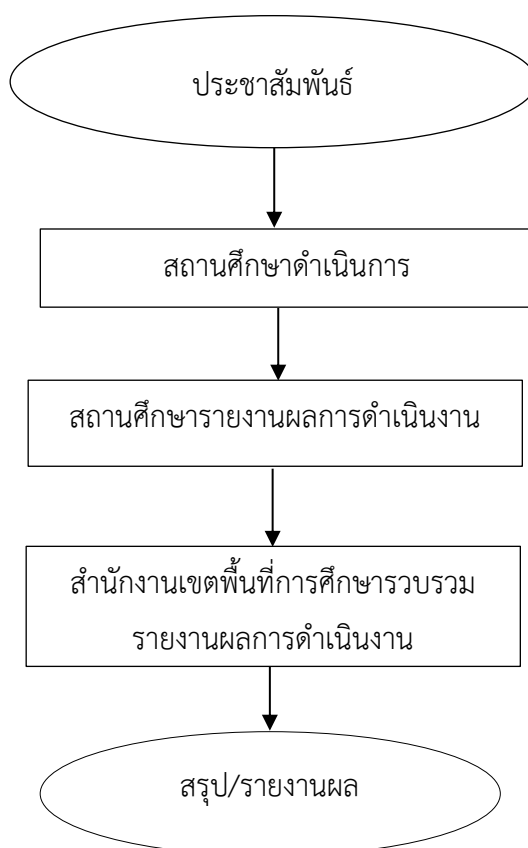 ประชาสัมพันธ์
สถานศึกษาดำเนินการ
สถานศึกษารายงานผลการดำเนินงาน
สำนักงานเขตพื้นที่การศึกษารวบรวม
รายงานผลการดำเนินงาน
สรุป/รายงานผล